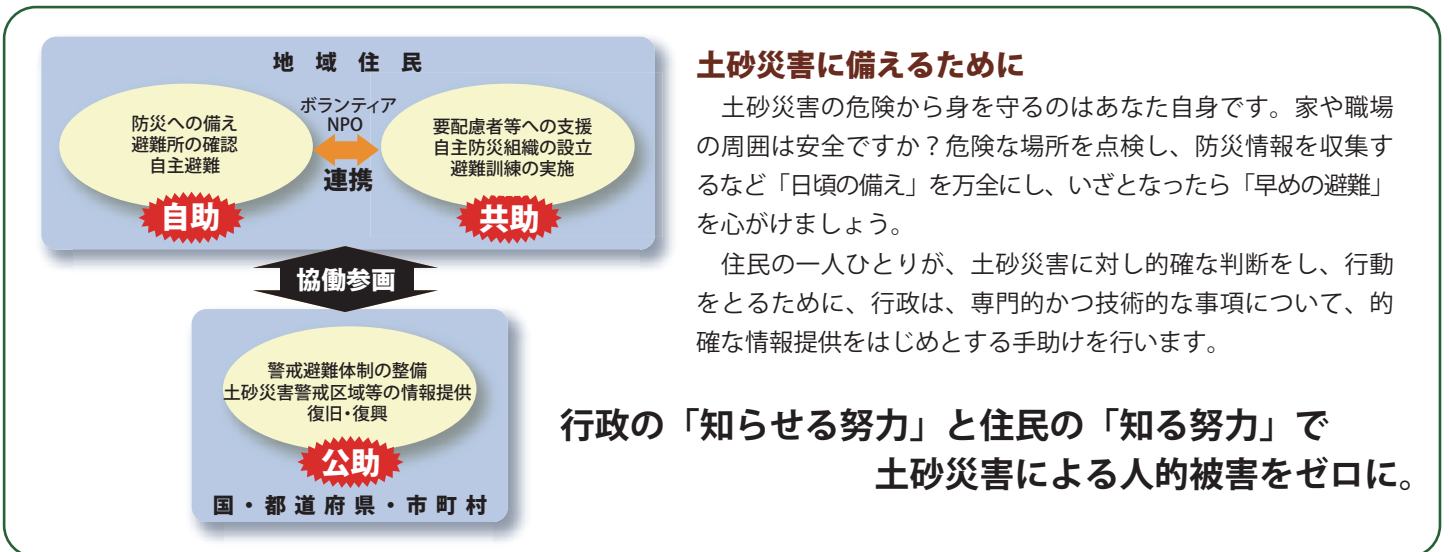 地域住民
防災への備え
避難所の確認
自主避難
自助
ボランティア
NPO
連携
要配慮者等への支援
自主防災組織の設立
避難訓練の実施
共助
協働参画
警戒避難体制の整備
土砂災害警戒区域等の情報提供
復旧・復興
公助
国・都道府県・市町村
土砂災害に備えるために
　土砂災害の危険から身を守るのはあなた自身です。家や職場
の周囲は安全ですか？危険な場所を点検し、防災情報を収集す
るなど「日頃の備え」を万全にし、いざとなったら「早めの避難」
を心がけましょう。
　住民の一人ひとりが、土砂災害に対し的確な判断をし、行動
をとるために、行政は、専門的かつ技術的な事項について、的
確な情報提供をはじめとする手助けを行います。
行政の「知らせる努力」と住民の「知る努力」で
土砂災害による人的被害をゼロに。